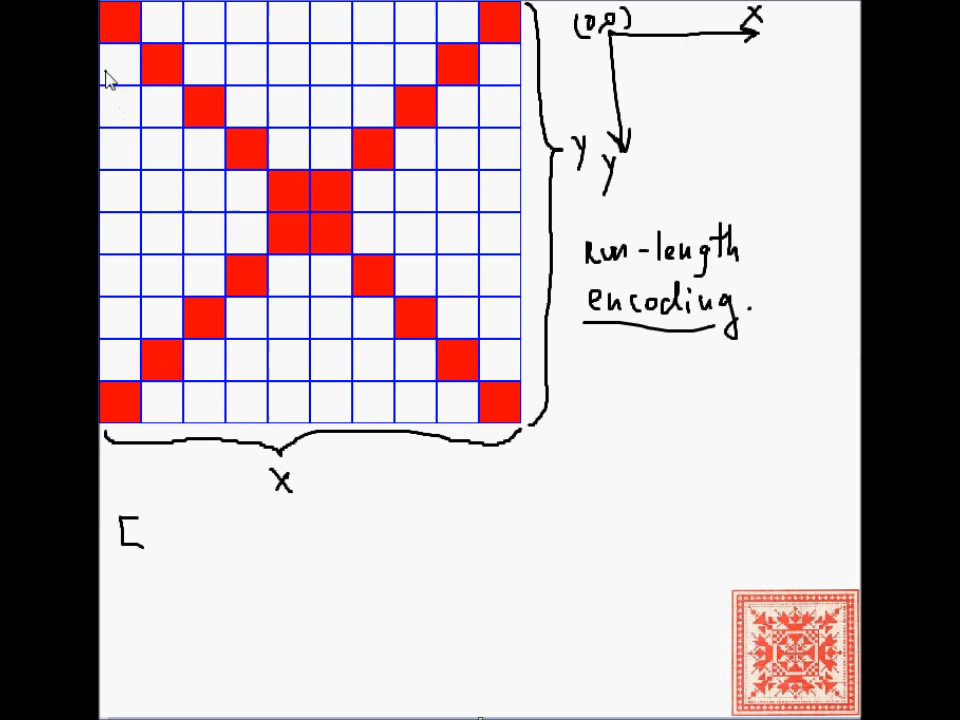 (0,0) X
y
y
Run-length
encoding.
X
[